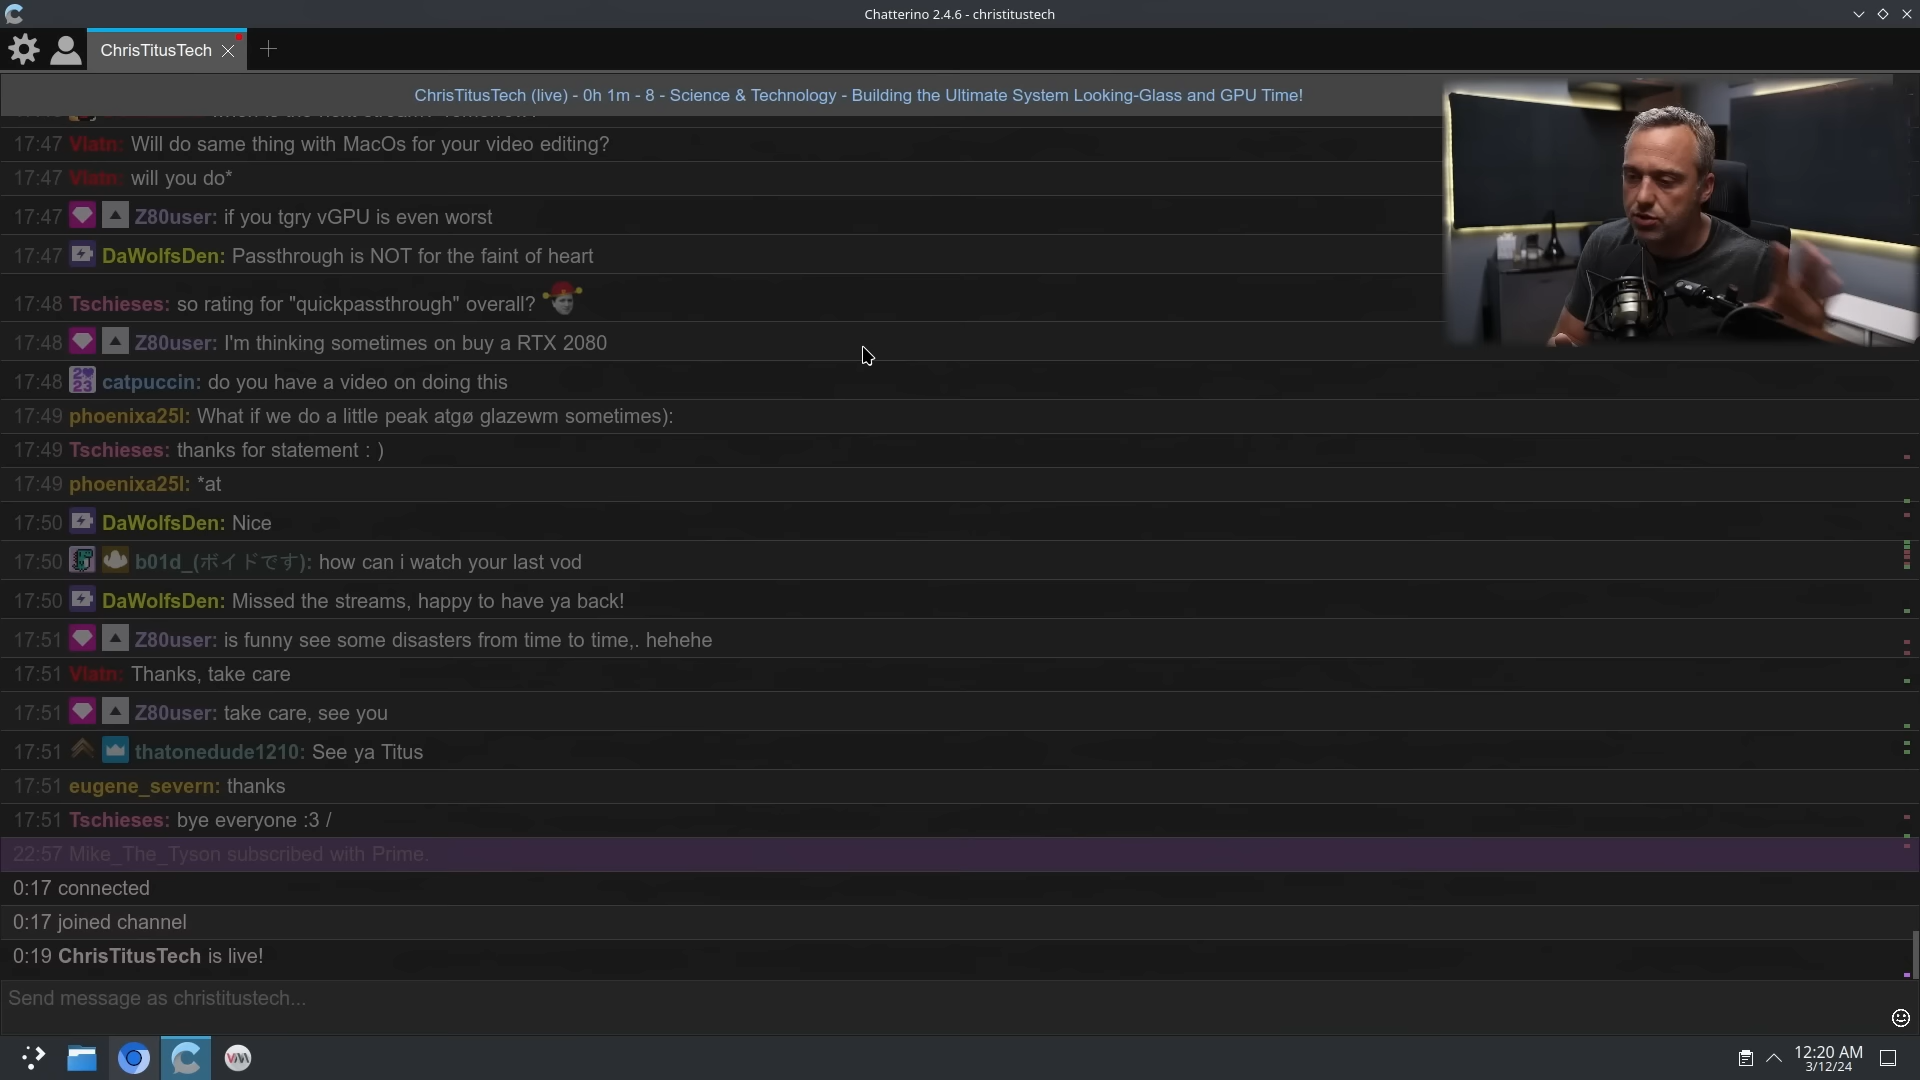 Chatterino 2.4.6 - christitustech
ChrisTitusTech
ChrisTitusTech (live) - 0h 1m - 8 - Science & Technology - Building the Ultimate System Looking-Glass and GPU Time!
17:47 Vlatn: Will do same thing with MacOs for your video editing?
17:47 Vlatn: will you do*
17:47 Z80user: if you tgry vGPU is even worst
17:47 DaWolfsDen: Passthrough is NOT for the faint of heart
17:48 Tschieses: so rating for "quickpassthrough" overall?
17:48 Z80user: I'm thinking sometimes on buy a RTX 2080
17:48 catpuccin: do you have a video on doing this
17:49 phoenixa25l: What if we do a little peak atgø glazewm sometimes):
17:49 Tschieses: thanks for statement : )
17:49 phoenixa25l: *at
17:50 DaWolfsDen: Nice
17:50 b01d_(ボイドです): how can i watch your last vod
17:50 DaWolfsDen: Missed the streams, happy to have ya back!
17:51 Z80user: is funny see some disasters from time to time,. hehehe
17:51 Vlatn: Thanks, take care
17:51 Z80user: take care, see you
17:51 thatonedude1210: See ya Titus
17:51 eugene_severn: thanks
17:51 Tschieses: bye everyone :3 /
22:57 Mike_The_Tyson subscribed with Prime.
0:17 connected
0:17 joined channel
0:19 ChrisTitusTech is live!
Send message as christitustech...
12:20 AM
3/12/24